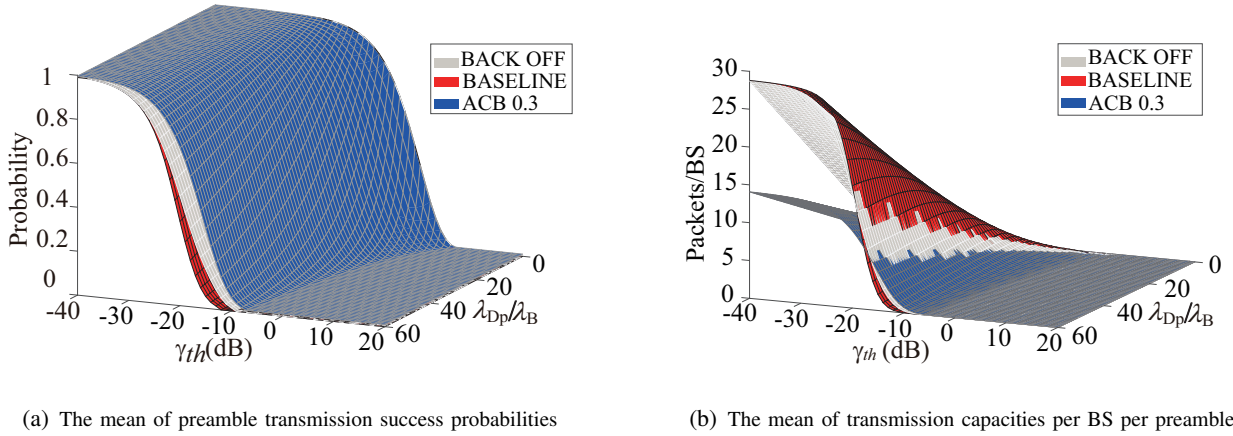 BACK OFF
BASELINE
ACB 0.3
1
0.8
0.6
0.4
0.2
0
Probability
-40
-30
-20
-10
0
10
20
γth(dB)
60
40
20
0
λDp/λB
BACK OFF
BASELINE
ACB 0.3
30
25
20
15
10
5
0
Packets/BS
-40
-30
-20
-10
0
10
20
γth (dB)
60
40
20
0
λDp/λB
(a) The mean of preamble transmission success probabilities
(b) The mean of transmission capacities per BS per preamble